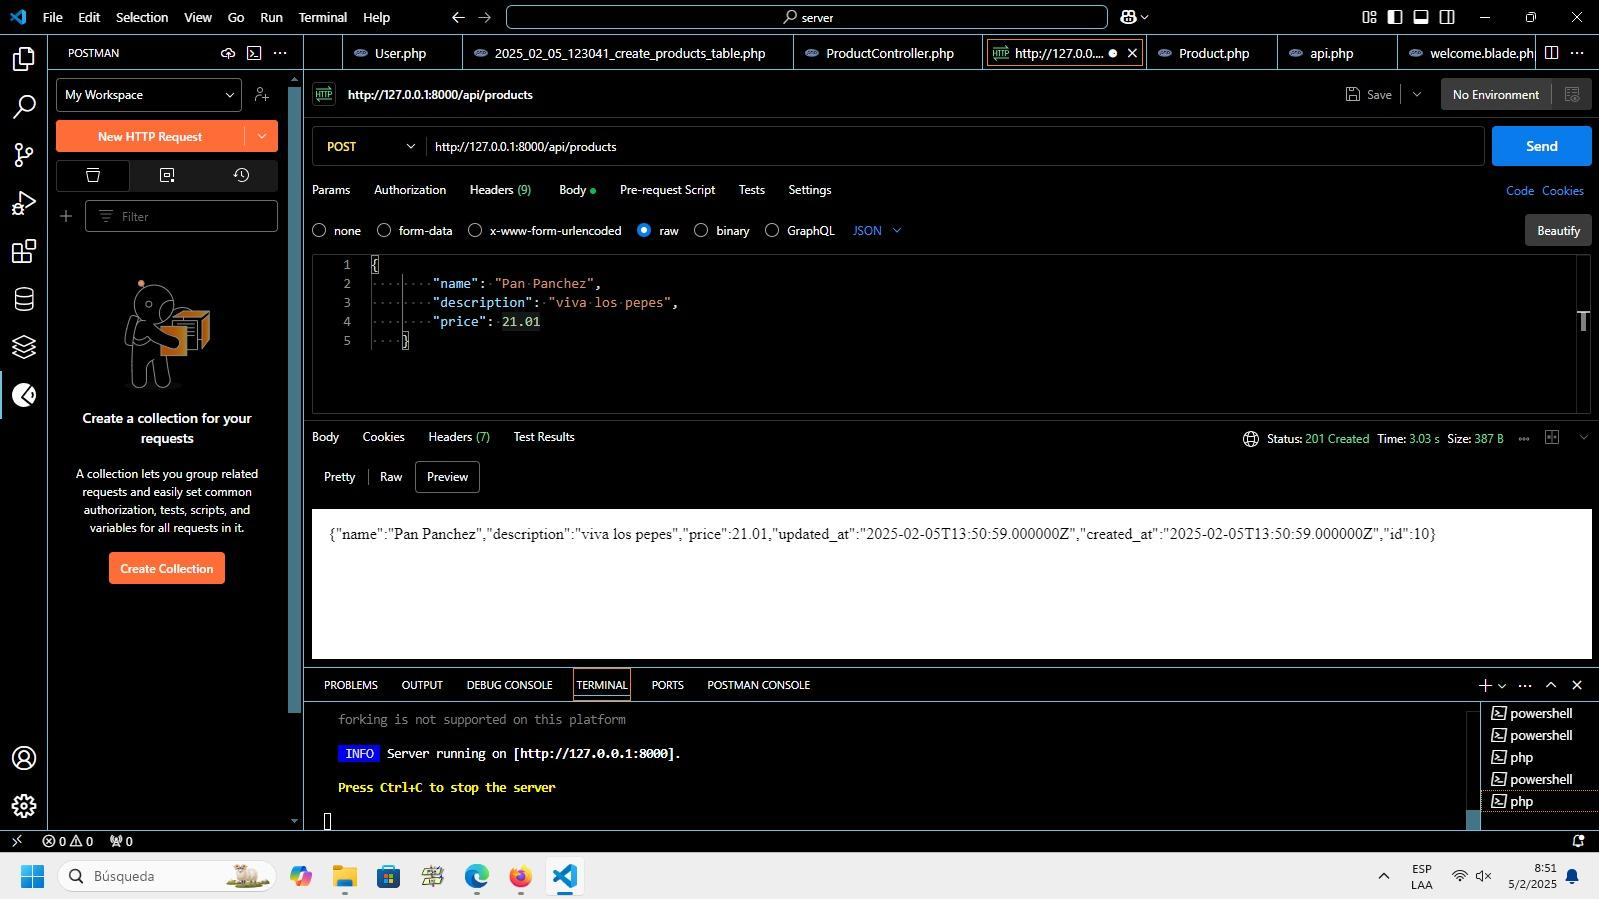 File Edit Selection View Go Run Terminal Help
server
POSTMAN
User.php
2025_02_05_123041_create_products_table.php
ProductController.php
http://127.0.0....
Product.php
api.php
welcome.blade.ph
My Workspace
New HTTP Request
Filter
Create a collection for your
requests
A collection lets you group related
requests and easily set common
authorization, tests, scripts, and
variables for all requests in it.
Create Collection
HTTP http://127.0.0.1:8000/api/products
Save
No Environment
POST http://127.0.0.1:8000/api/products
Send
Params Authorization Headers (9) Body Pre-request Script Tests Settings
Code Cookies
none form-data x-www-form-urlencoded raw binary GraphQL JSON
Beautify
1 {
2 "name": "Pan Panchez",
3 "description": "viva los pepes",
4 "price": 21.01
5 }
Body Cookies Headers (7) Test Results
Status: 201 Created Time: 3.03 s Size: 387 B
Pretty Raw Preview
{"name":"Pan Panchez","description":"viva los pepes","price":21.01,"updated_at":"2025-02-05T13:50:59.000000Z","created_at":"2025-02-05T13:50:59.000000Z","id":10}
PROBLEMS OUTPUT DEBUG CONSOLE TERMINAL PORTS POSTMAN CONSOLE
forking is not supported on this platform
INFO Server running on [http://127.0.0.1:8000].
Press Ctrl+C to stop the server
powershell
powershell
php
powershell
php
0 0 0
Búsqueda
ESP
LAA
8:51
5/2/2025